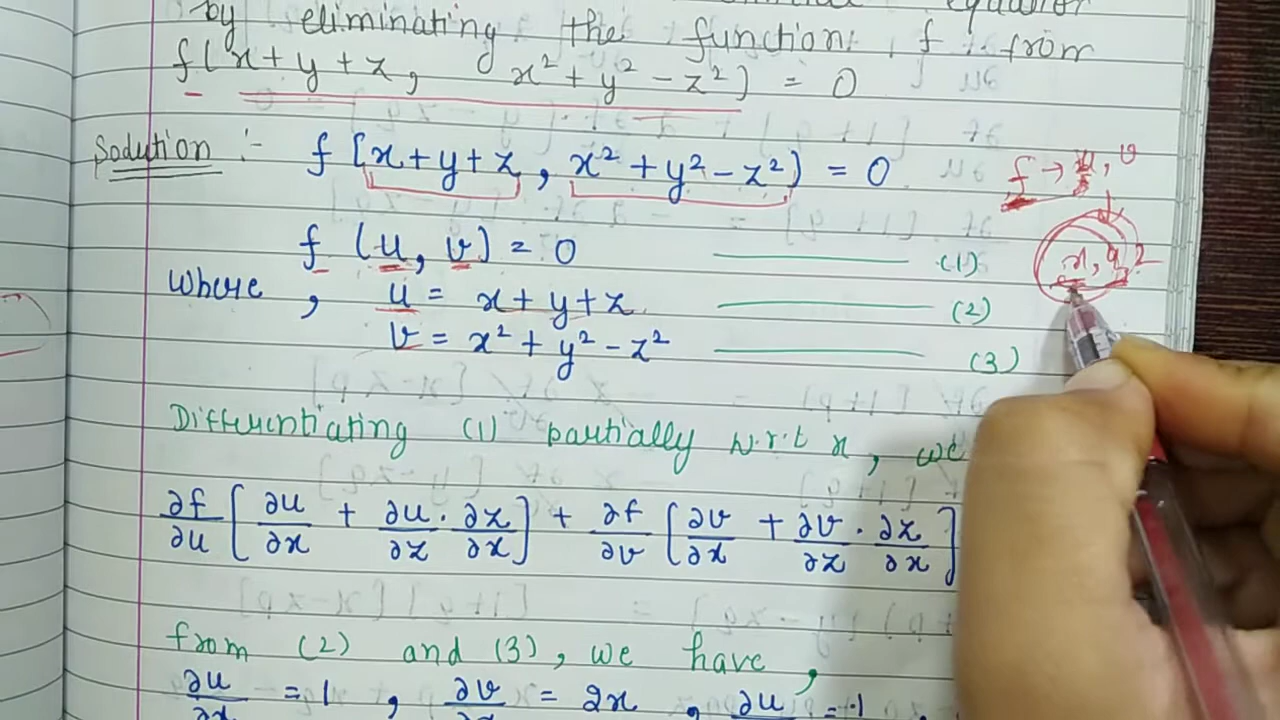 equation
by eliminating the function f from
f(x+y+z, x²+y²-z²) = 0
Solution :- f [x+y+z, x²+y²-z²) = 0
f → u, v
f (u, v) = 0 (1)
where, u = x+y+z (2)
v = x²+y²-z² (3)
Differentiating (1) partially w.r.t x, we
∂f/∂u [∂u/∂x + ∂u/∂z · ∂z/∂x] + ∂f/∂v [∂v/∂x + ∂v/∂z · ∂z/∂x]
from (2) and (3), we have,
∂u/∂x = 1, ∂v/∂x = 2x, ∂u = 1,